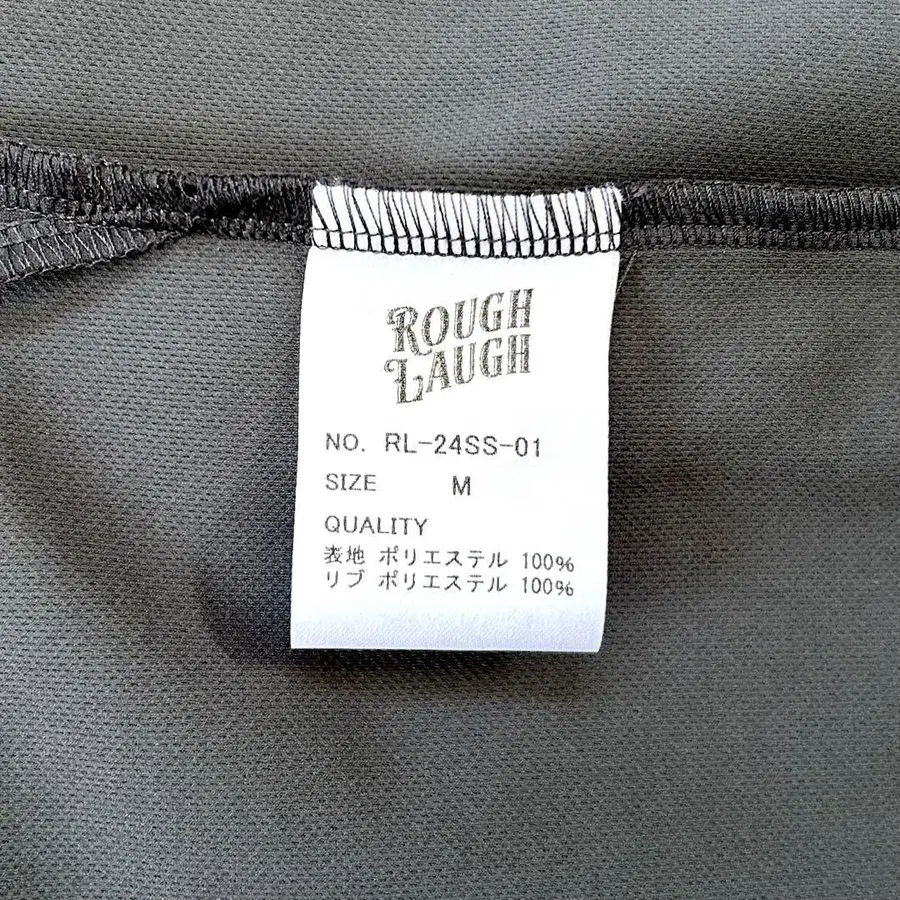 ROUGH
LAUGH
NO. RL-24SS-01
SIZE M
QUALITY
表地 ポリエステル 100%
リブ ポリエステル 100%